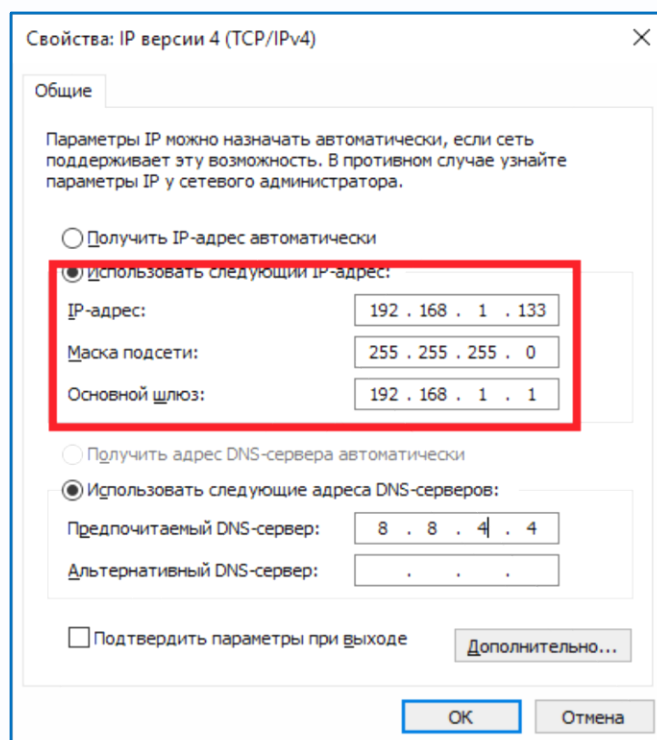 Свойства: IP версии 4 (TCP/IPv4)
Общие
Параметры IP можно назначать автоматически, если сеть
поддерживает эту возможность. В противном случае узнайте
параметры IP у сетевого администратора.
Получить IP-адрес автоматически
Использовать следующий IP-адрес:
IP-адрес: 192 . 168 . 1 . 133
Маска подсети: 255 . 255 . 255 . 0
Основной шлюз: 192 . 168 . 1 . 1
Получить адрес DNS-сервера автоматически
Использовать следующие адреса DNS-серверов:
Предпочитаемый DNS-сервер: 8 . 8 . 4 . 4
Альтернативный DNS-сервер: . . .
Подтвердить параметры при выходе
Дополнительно...
ОК
Отмена